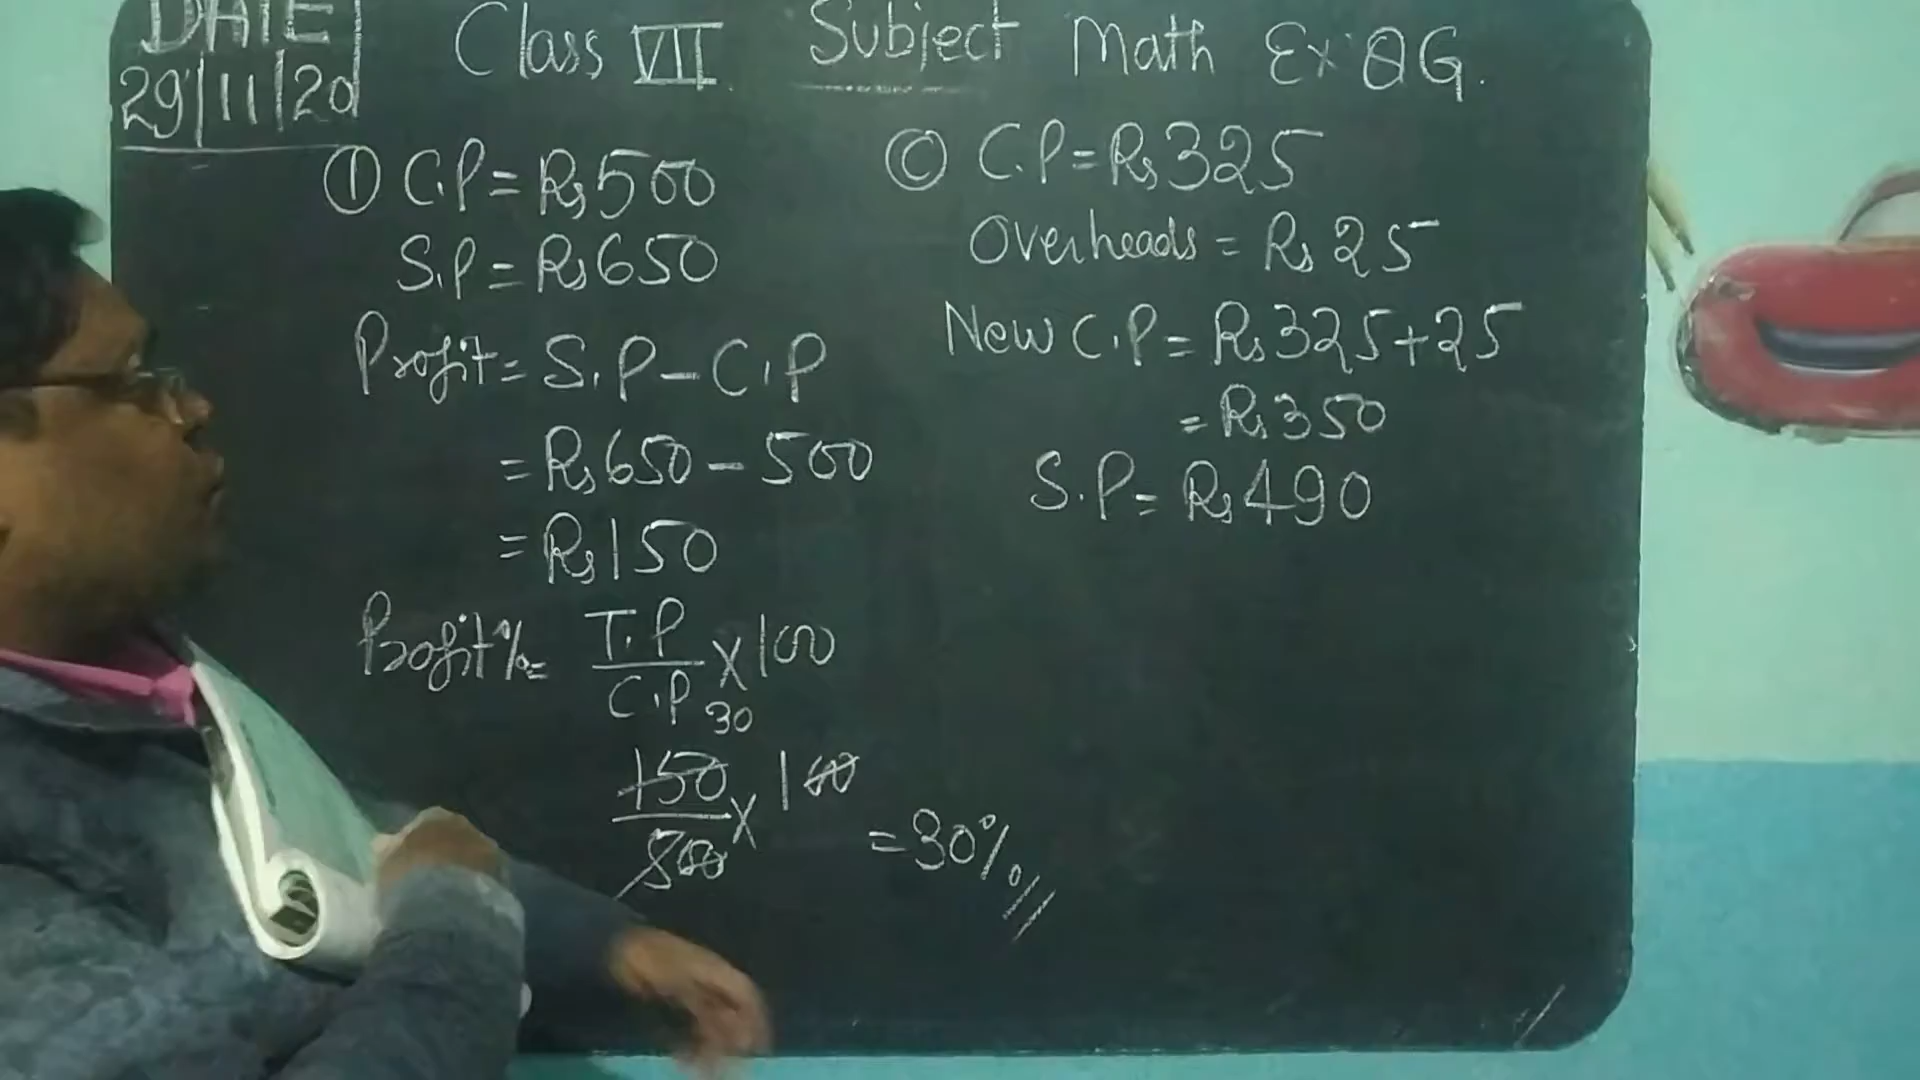 DATE
29/11/20
Class VII Subject Math Ex 8G.
① C.P = Rs 500
S.P = Rs 650
Profit = S.P - C.P
= Rs 650 - 500
= Rs 150
Profit% = T.P/C.P x 100
30
150/500 x 100 = 30%
© C.P = Rs 325
Overheads = Rs 25
New C.P = Rs 325 + 25
= Rs 350
S.P = Rs 490